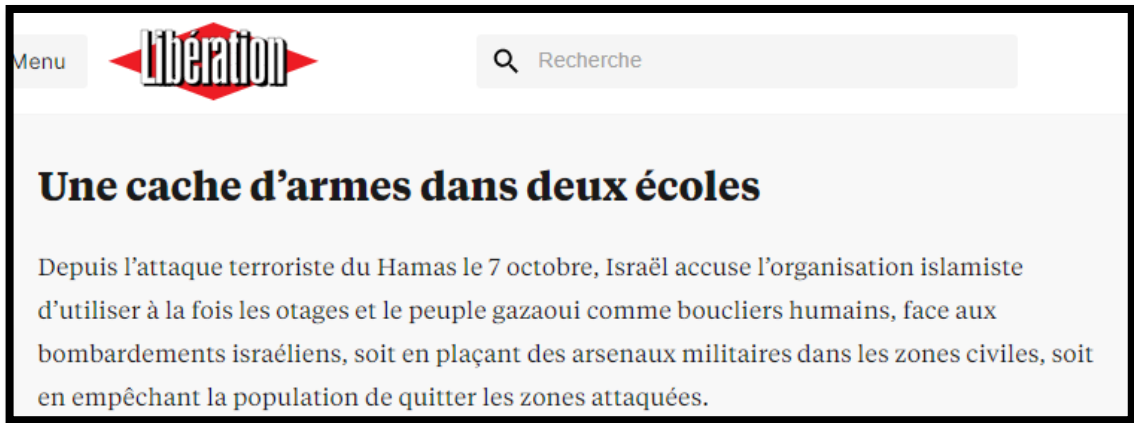 Menu
Libération
Recherche
Une cache d’armes dans deux écoles
Depuis l’attaque terroriste du Hamas le 7 octobre, Israël accuse l’organisation islamiste
d’utiliser à la fois les otages et le peuple gazaoui comme boucliers humains, face aux
bombardements israéliens, soit en plaçant des arsenaux militaires dans les zones civiles, soit
en empêchant la population de quitter les zones attaquées.